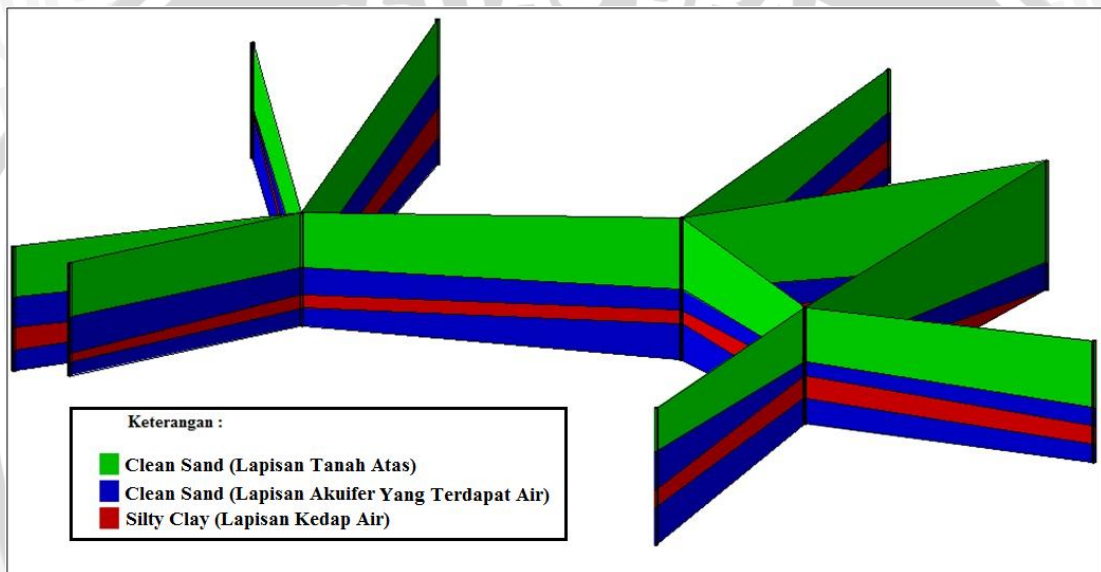 Keterangan :
Clean Sand (Lapisan Tanah Atas)
Clean Sand (Lapisan Akuifer Yang Terdapat Air)
Silty Clay (Lapisan Kedap Air)